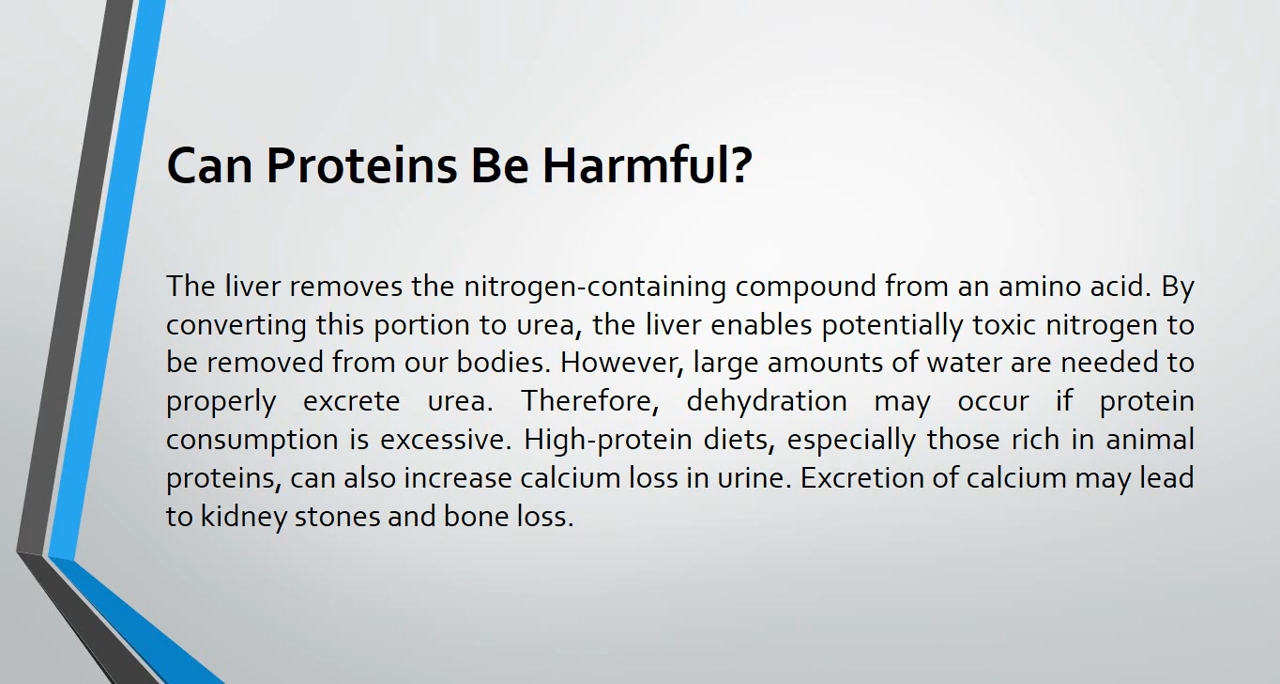 Can Proteins Be Harmful?
The liver removes the nitrogen-containing compound from an amino acid. By
converting this portion to urea, the liver enables potentially toxic nitrogen to
be removed from our bodies. However, large amounts of water are needed to
properly excrete urea. Therefore, dehydration may occur if protein
consumption is excessive. High-protein diets, especially those rich in animal
proteins, can also increase calcium loss in urine. Excretion of calcium may lead
to kidney stones and bone loss.